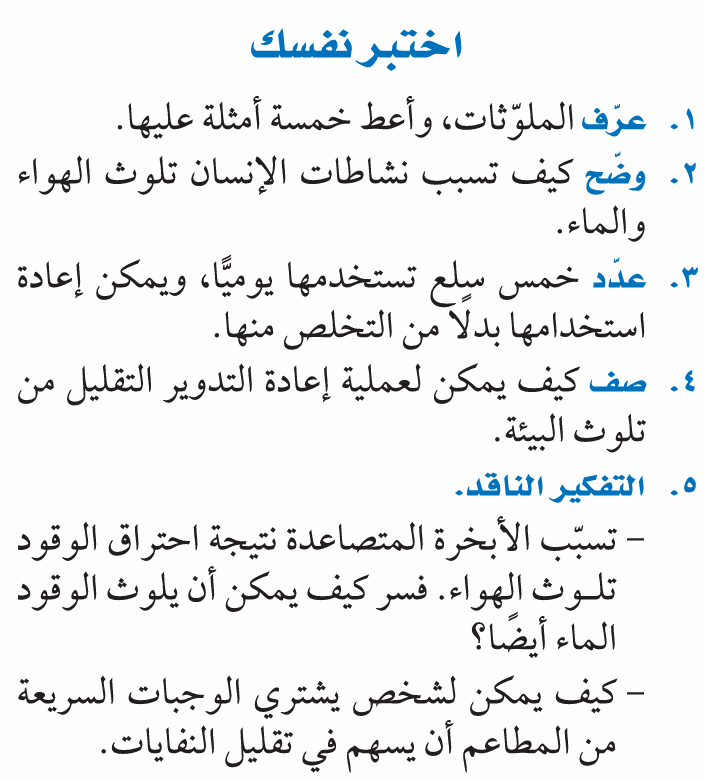 اختبر نفسك
١. عرّف الملوّثات، وأعط خمسة أمثلة عليها.
٢. وضّح كيف تسبب نشاطات الإنسان تلوث الهواء
والماء.
٣. عدّد خمس سلع تستخدمها يوميًّا، ويمكن إعادة
استخدامها بدلًا من التخلص منها.
٤. صف كيف يمكن لعملية إعادة التدوير التقليل من
تلوث البيئة.
٥. التفكير الناقد.
– تسبّب الأبخرة المتصاعدة نتيجة احتراق الوقود
تلـوث الهواء. فسر كيف يمكن أن يلوث الوقود
الماء أيضًا؟
– كيف يمكن لشخص يشتري الوجبات السريعة
من المطاعم أن يسهم في تقليل النفايات.